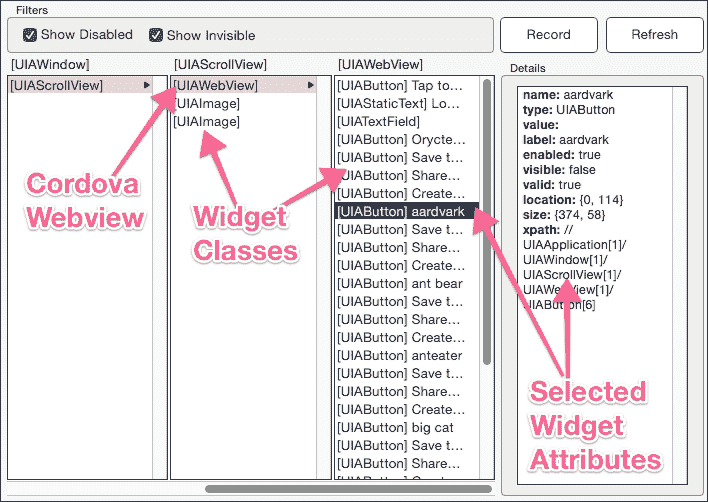 Filters
Show Disabled
Show Invisible
Record
Refresh
[UIAWindow]
[UIAScrollView]
[UIAWebView]
Details
[UIAScrollView]
[UIAWebView]
[UIAImage]
[UIAImage]
[UIAButton] Tap to…
[UIAStaticText] Lo…
[UIATextField]
[UIAButton] Orycte…
[UIAButton] Save t…
[UIAButton] Share…
[UIAButton] Create…
[UIAButton] aardvark
[UIAButton] Save t…
[UIAButton] Share…
[UIAButton] Create…
[UIAButton] ant bear
[UIAButton] Save t…
[UIAButton] Share…
[UIAButton] Create…
[UIAButton] anteater
[UIAButton] Save t…
[UIAButton] Share…
[UIAButton] Create…
[UIAButton] big cat
[UIAButton] Save t…
[UIAButton] Share…
name: aardvark
type: UIAButton
value:
label: aardvark
enabled: true
visible: false
valid: true
location: {0, 114}
size: {374, 58}
xpath: //
UIAApplication[1]/
UIAWindow[1]/
UIAScrollView[1]/
UIAWebView[1]/
UIAButton[6]
Cordova
Webview
Widget
Classes
Selected
Widget
Attributes